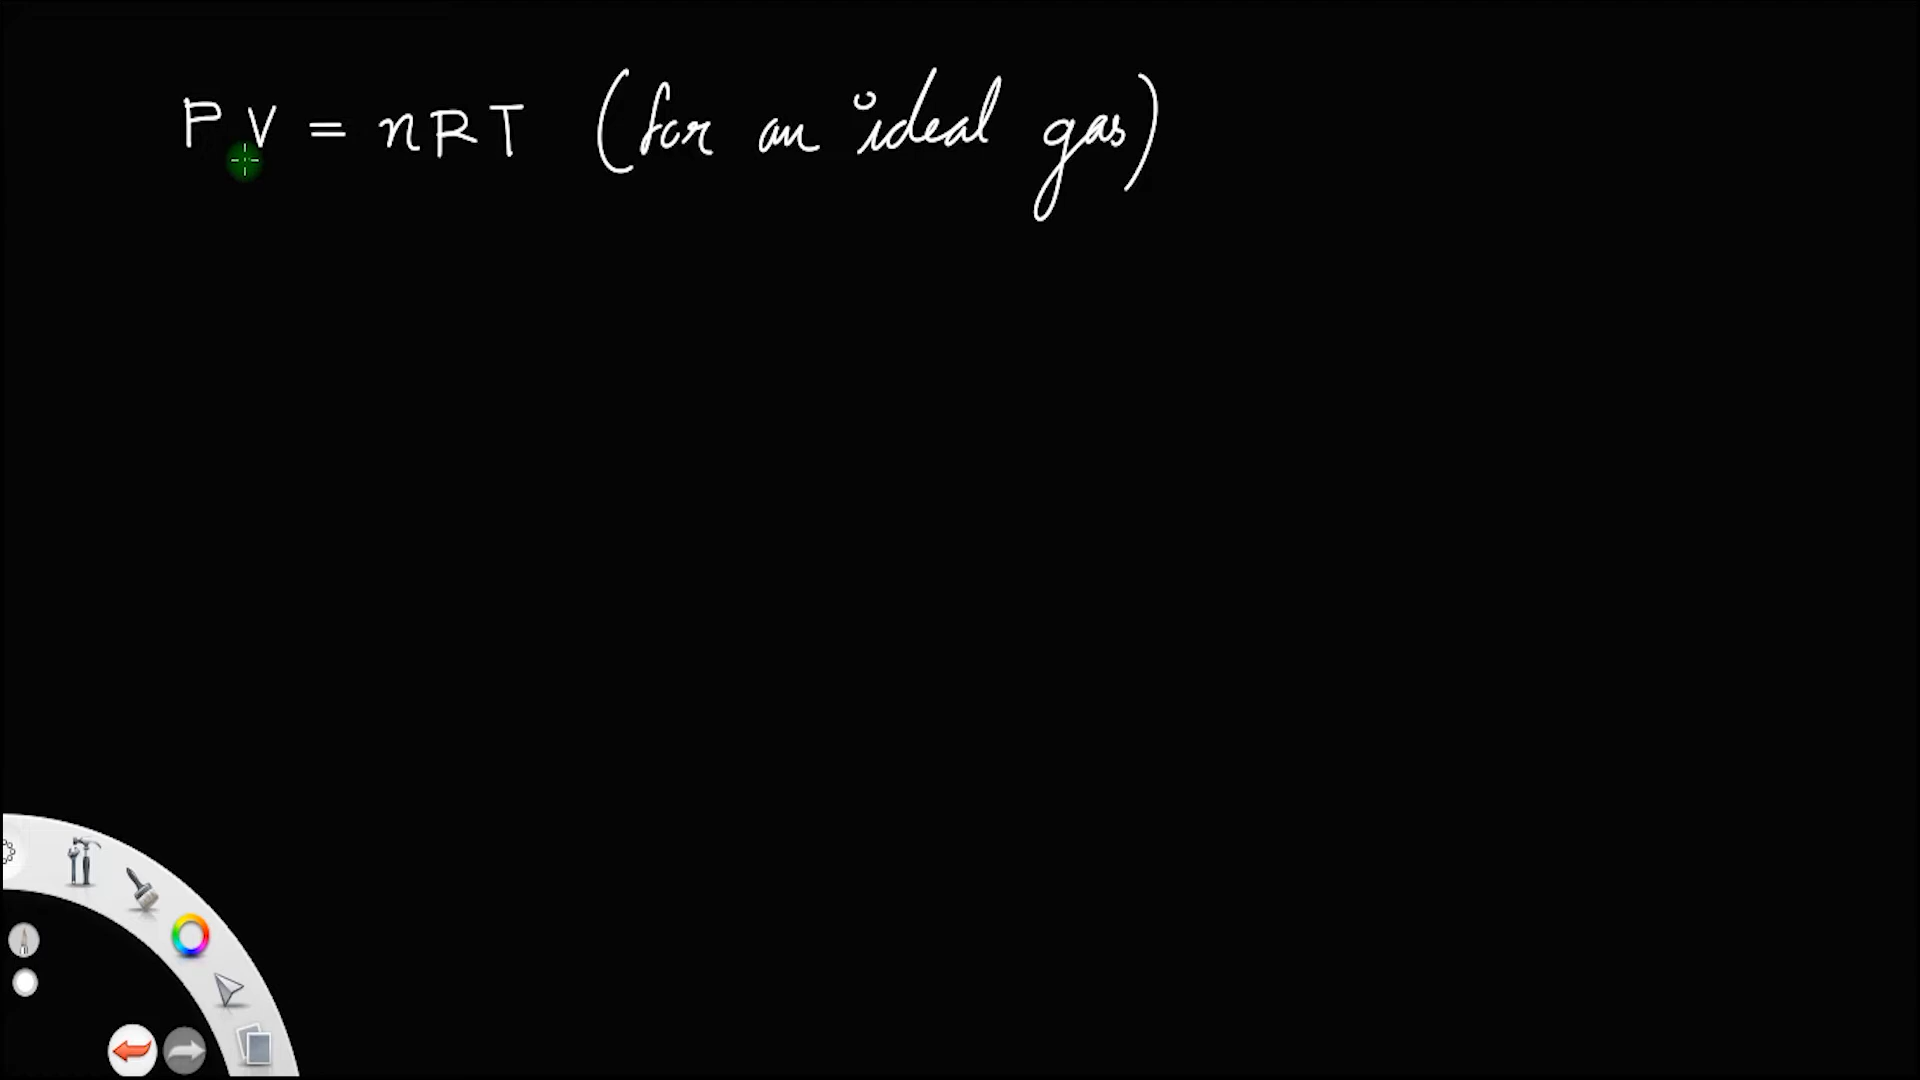 PV = nRT (for an ideal gas)